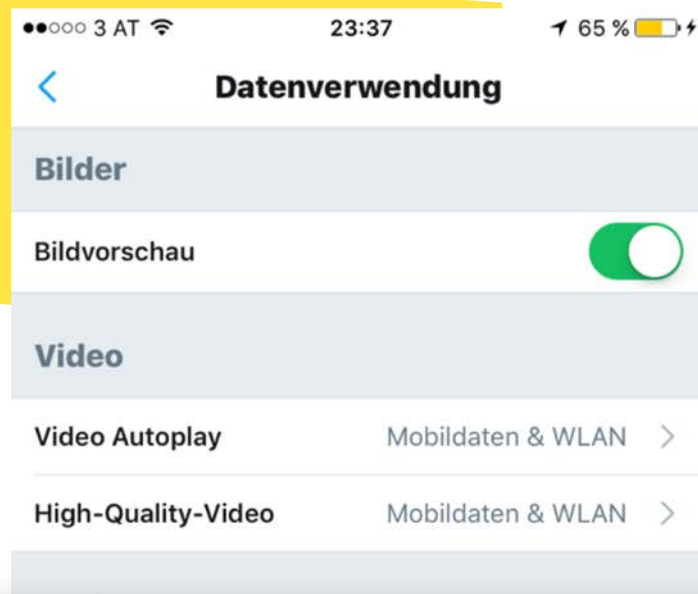 3 AT 23:37 65 %
Datenverwendung
Bilder
Bildvorschau
Video
Video Autoplay Mobildaten & WLAN
High-Quality-Video Mobildaten & WLAN